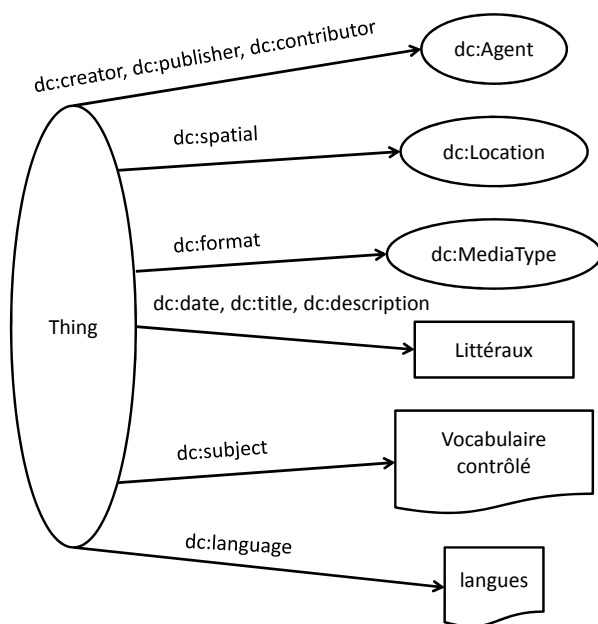 dc:creator, dc:publisher, dc:contributor
dc:Agent
dc:spatial
dc:Location
dc:format
dc:MediaType
dc:date, dc:title, dc:description
Thing
Littéraux
dc:subject
Vocabulaire
contrôlé
dc:language
langues